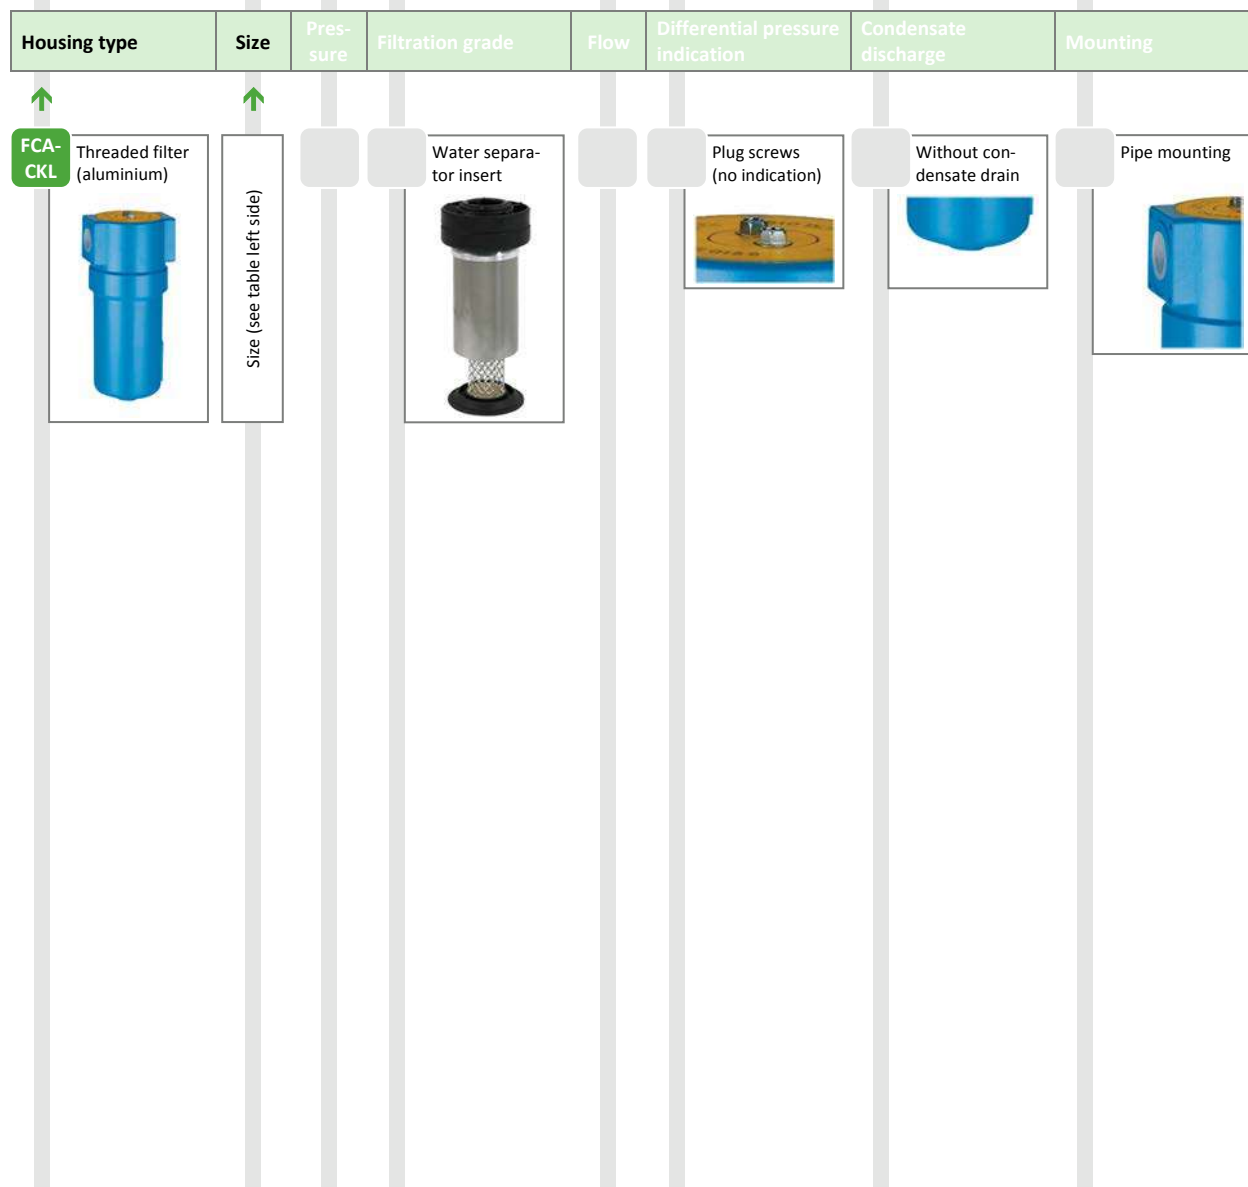 Housing type
Size
Pres-
sure
Filtration grade
Flow
Differential pressure
indication
Condensate
discharge
Mounting
FCA-
CKL
Threaded filter
(aluminium)
Size (see table left side)
Water separa-
tor insert
Plug screws
(no indication)
Without con-
densate drain
Pipe mounting